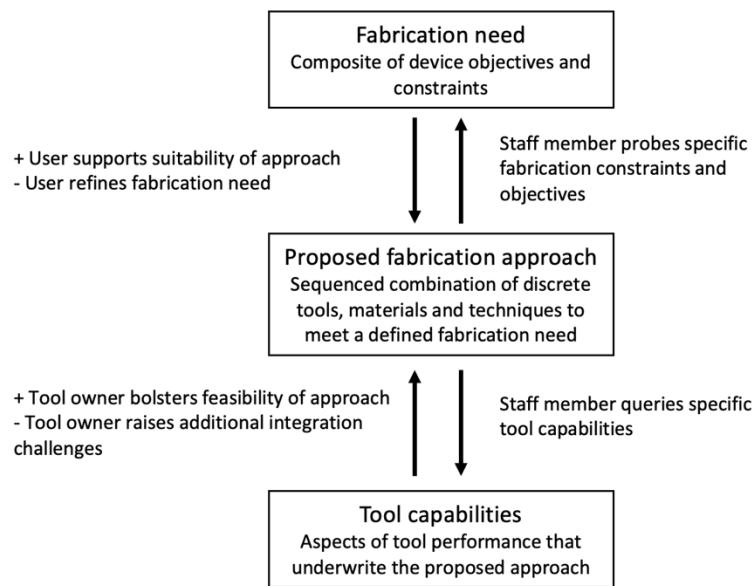 Fabrication need
Composite of device objectives and
constraints
+ User supports suitability of approach
- User refines fabrication need
Staff member probes specific
fabrication constraints and
objectives
Proposed fabrication approach
Sequenced combination of discrete
tools, materials and techniques to
meet a defined fabrication need
+ Tool owner bolsters feasibility of approach
- Tool owner raises additional integration
challenges
Staff member queries specific
tool capabilities
Tool capabilities
Aspects of tool performance that
underwrite the proposed approach